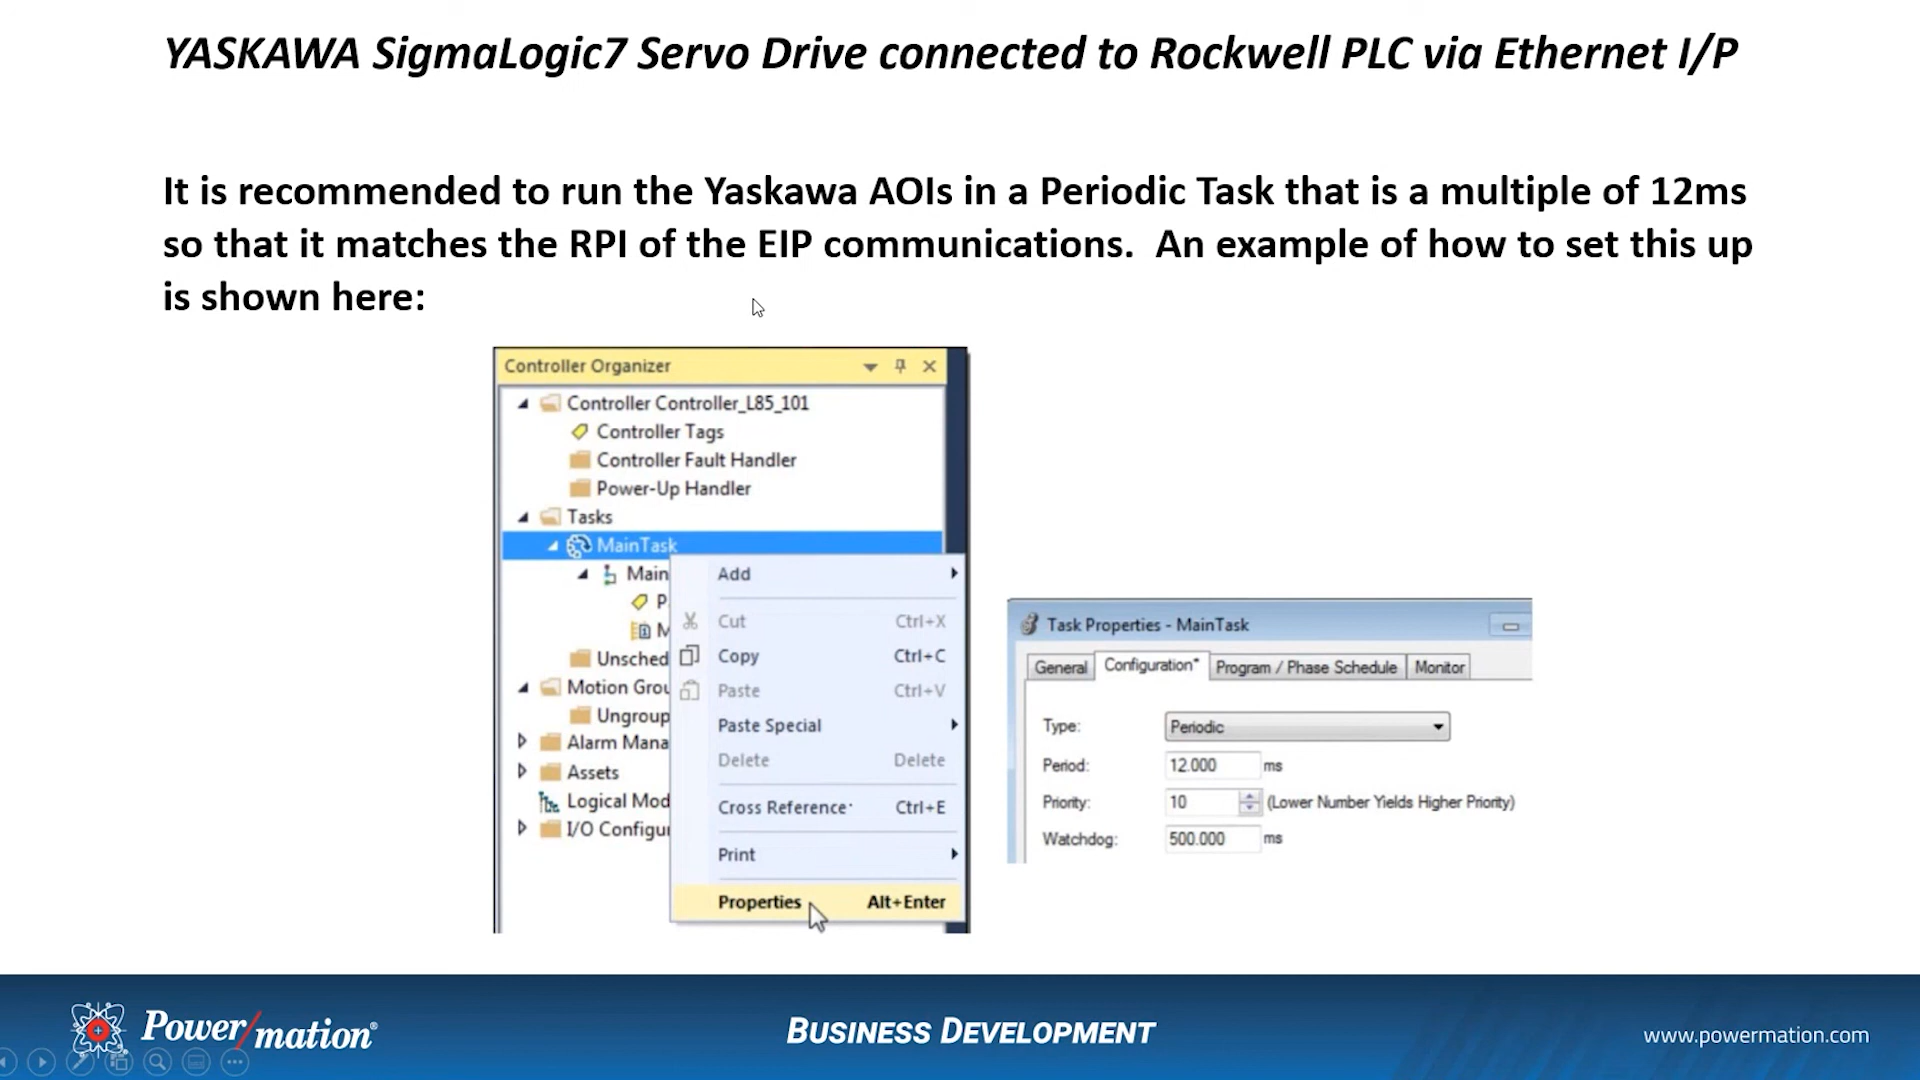 YASKAWA SigmaLogic7 Servo Drive connected to Rockwell PLC via Ethernet I/P
It is recommended to run the Yaskawa AOIs in a Periodic Task that is a multiple of 12ms
so that it matches the RPI of the EIP communications.  An example of how to set this up
is shown here:
Controller Organizer
Controller Controller_L85_101
Controller Tags
Controller Fault Handler
Power-Up Handler
Tasks
MainTask
Main
P
M
Unsched
Motion Grou
Ungroup
Alarm Mana
Assets
Logical Mod
I/O Configu
Add
Cut Ctrl+X
Copy Ctrl+C
Paste Ctrl+V
Paste Special
Delete Delete
Cross Reference Ctrl+E
Print
Properties Alt+Enter
Task Properties - MainTask
General Configuration* Program / Phase Schedule Monitor
Type: Periodic
Period: 12.000 ms
Priority: 10 (Lower Number Yields Higher Priority)
Watchdog: 500.000 ms
Power/mation®
BUSINESS DEVELOPMENT
www.powermation.com